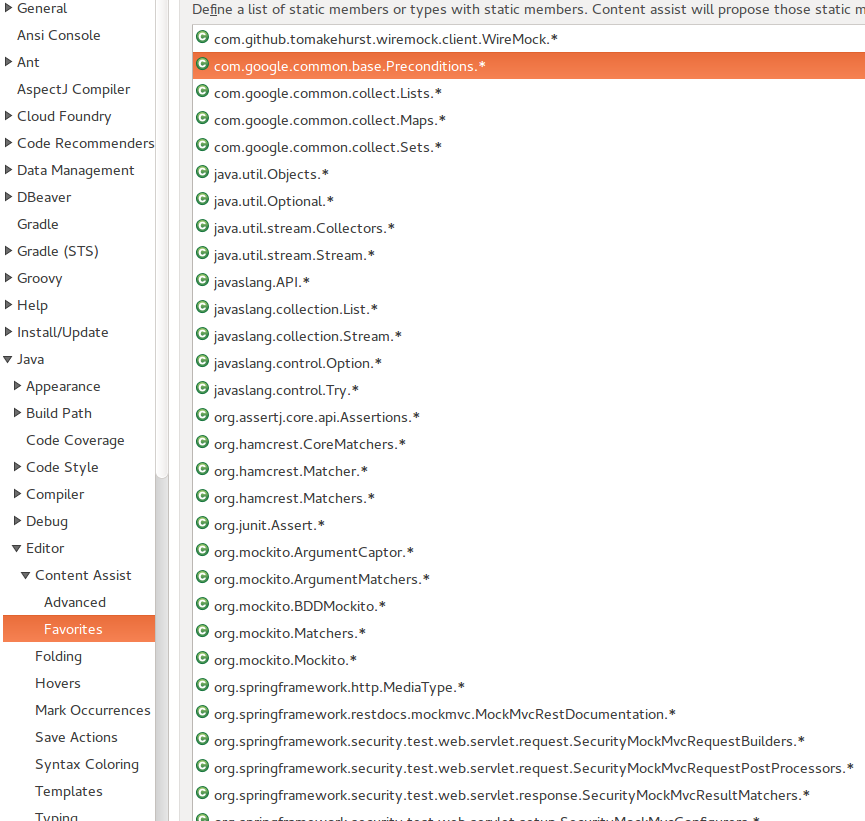 General
Ansi Console
Ant
AspectJ Compiler
Cloud Foundry
Code Recommenders
Data Management
DBeaver
Gradle
Gradle (STS)
Groovy
Help
Install/Update
Java
Appearance
Build Path
Code Coverage
Code Style
Compiler
Debug
Editor
Content Assist
Advanced
Favorites
Folding
Hovers
Mark Occurrences
Save Actions
Syntax Coloring
Templates
Typing
Define a list of static members or types with static members. Content assist will propose those static m
com.github.tomakehurst.wiremock.client.WireMock.*
com.google.common.base.Preconditions.*
com.google.common.collect.Lists.*
com.google.common.collect.Maps.*
com.google.common.collect.Sets.*
java.util.Objects.*
java.util.Optional.*
java.util.stream.Collectors.*
java.util.stream.Stream.*
javaslang.API.*
javaslang.collection.List.*
javaslang.collection.Stream.*
javaslang.control.Option.*
javaslang.control.Try.*
org.assertj.core.api.Assertions.*
org.hamcrest.CoreMatchers.*
org.hamcrest.Matcher.*
org.hamcrest.Matchers.*
org.junit.Assert.*
org.mockito.ArgumentCaptor.*
org.mockito.ArgumentMatchers.*
org.mockito.BDDMockito.*
org.mockito.Matchers.*
org.mockito.Mockito.*
org.springframework.http.MediaType.*
org.springframework.restdocs.mockmvc.MockMvcRestDocumentation.*
org.springframework.security.test.web.servlet.request.SecurityMockMvcRequestBuilders.*
org.springframework.security.test.web.servlet.request.SecurityMockMvcRequestPostProcessors.*
org.springframework.security.test.web.servlet.response.SecurityMockMvcResultMatchers.*
org.springframework.security.test.web.servlet.setup.SecurityMockMvcConfigurers.*